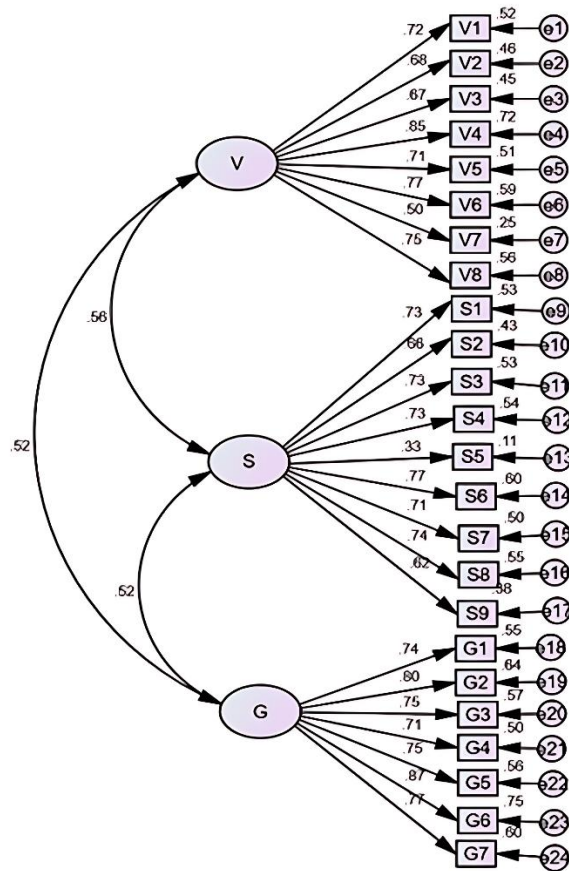 .52
.72 V1 e1
.46
.68 V2 e2
.45
.67 V3 e3
.72
.85 V4 e4
.51
V .71 V5 e5
.59
.77 V6 e6
.25
.50 V7 e7
.56
.75 V8 e8
.53
.73 S1 e9
.56 .43
.66 S2 e10
.53
.73 S3 e11
.54
.73 S4 e12
.11
.52 S .33 S5 e13
.60
.77 S6 e14
.50
.71 S7 e15
.55
.74 S8 e16
.38
.62 S9 e17
.52 .55
.74 G1 e18
.64
.80 G2 e19
.57
G .75 G3 e20
.50
.71 G4 e21
.56
.75 G5 e22
.75
.87 G6 e23
.60
.77 G7 e24